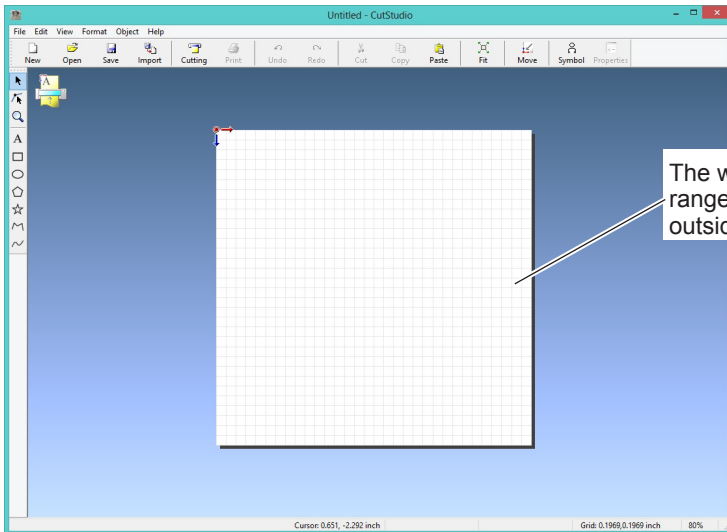 Untitled - CutStudio
File Edit View Format Object Help
New Open Save Import Cutting Print Undo Redo Cut Copy Paste Fit Move Symbol Properties
A
A
The
range
outsid
Cursor: 0.651, -2.292 inch Grid: 0.1969,0.1969 inch 80%